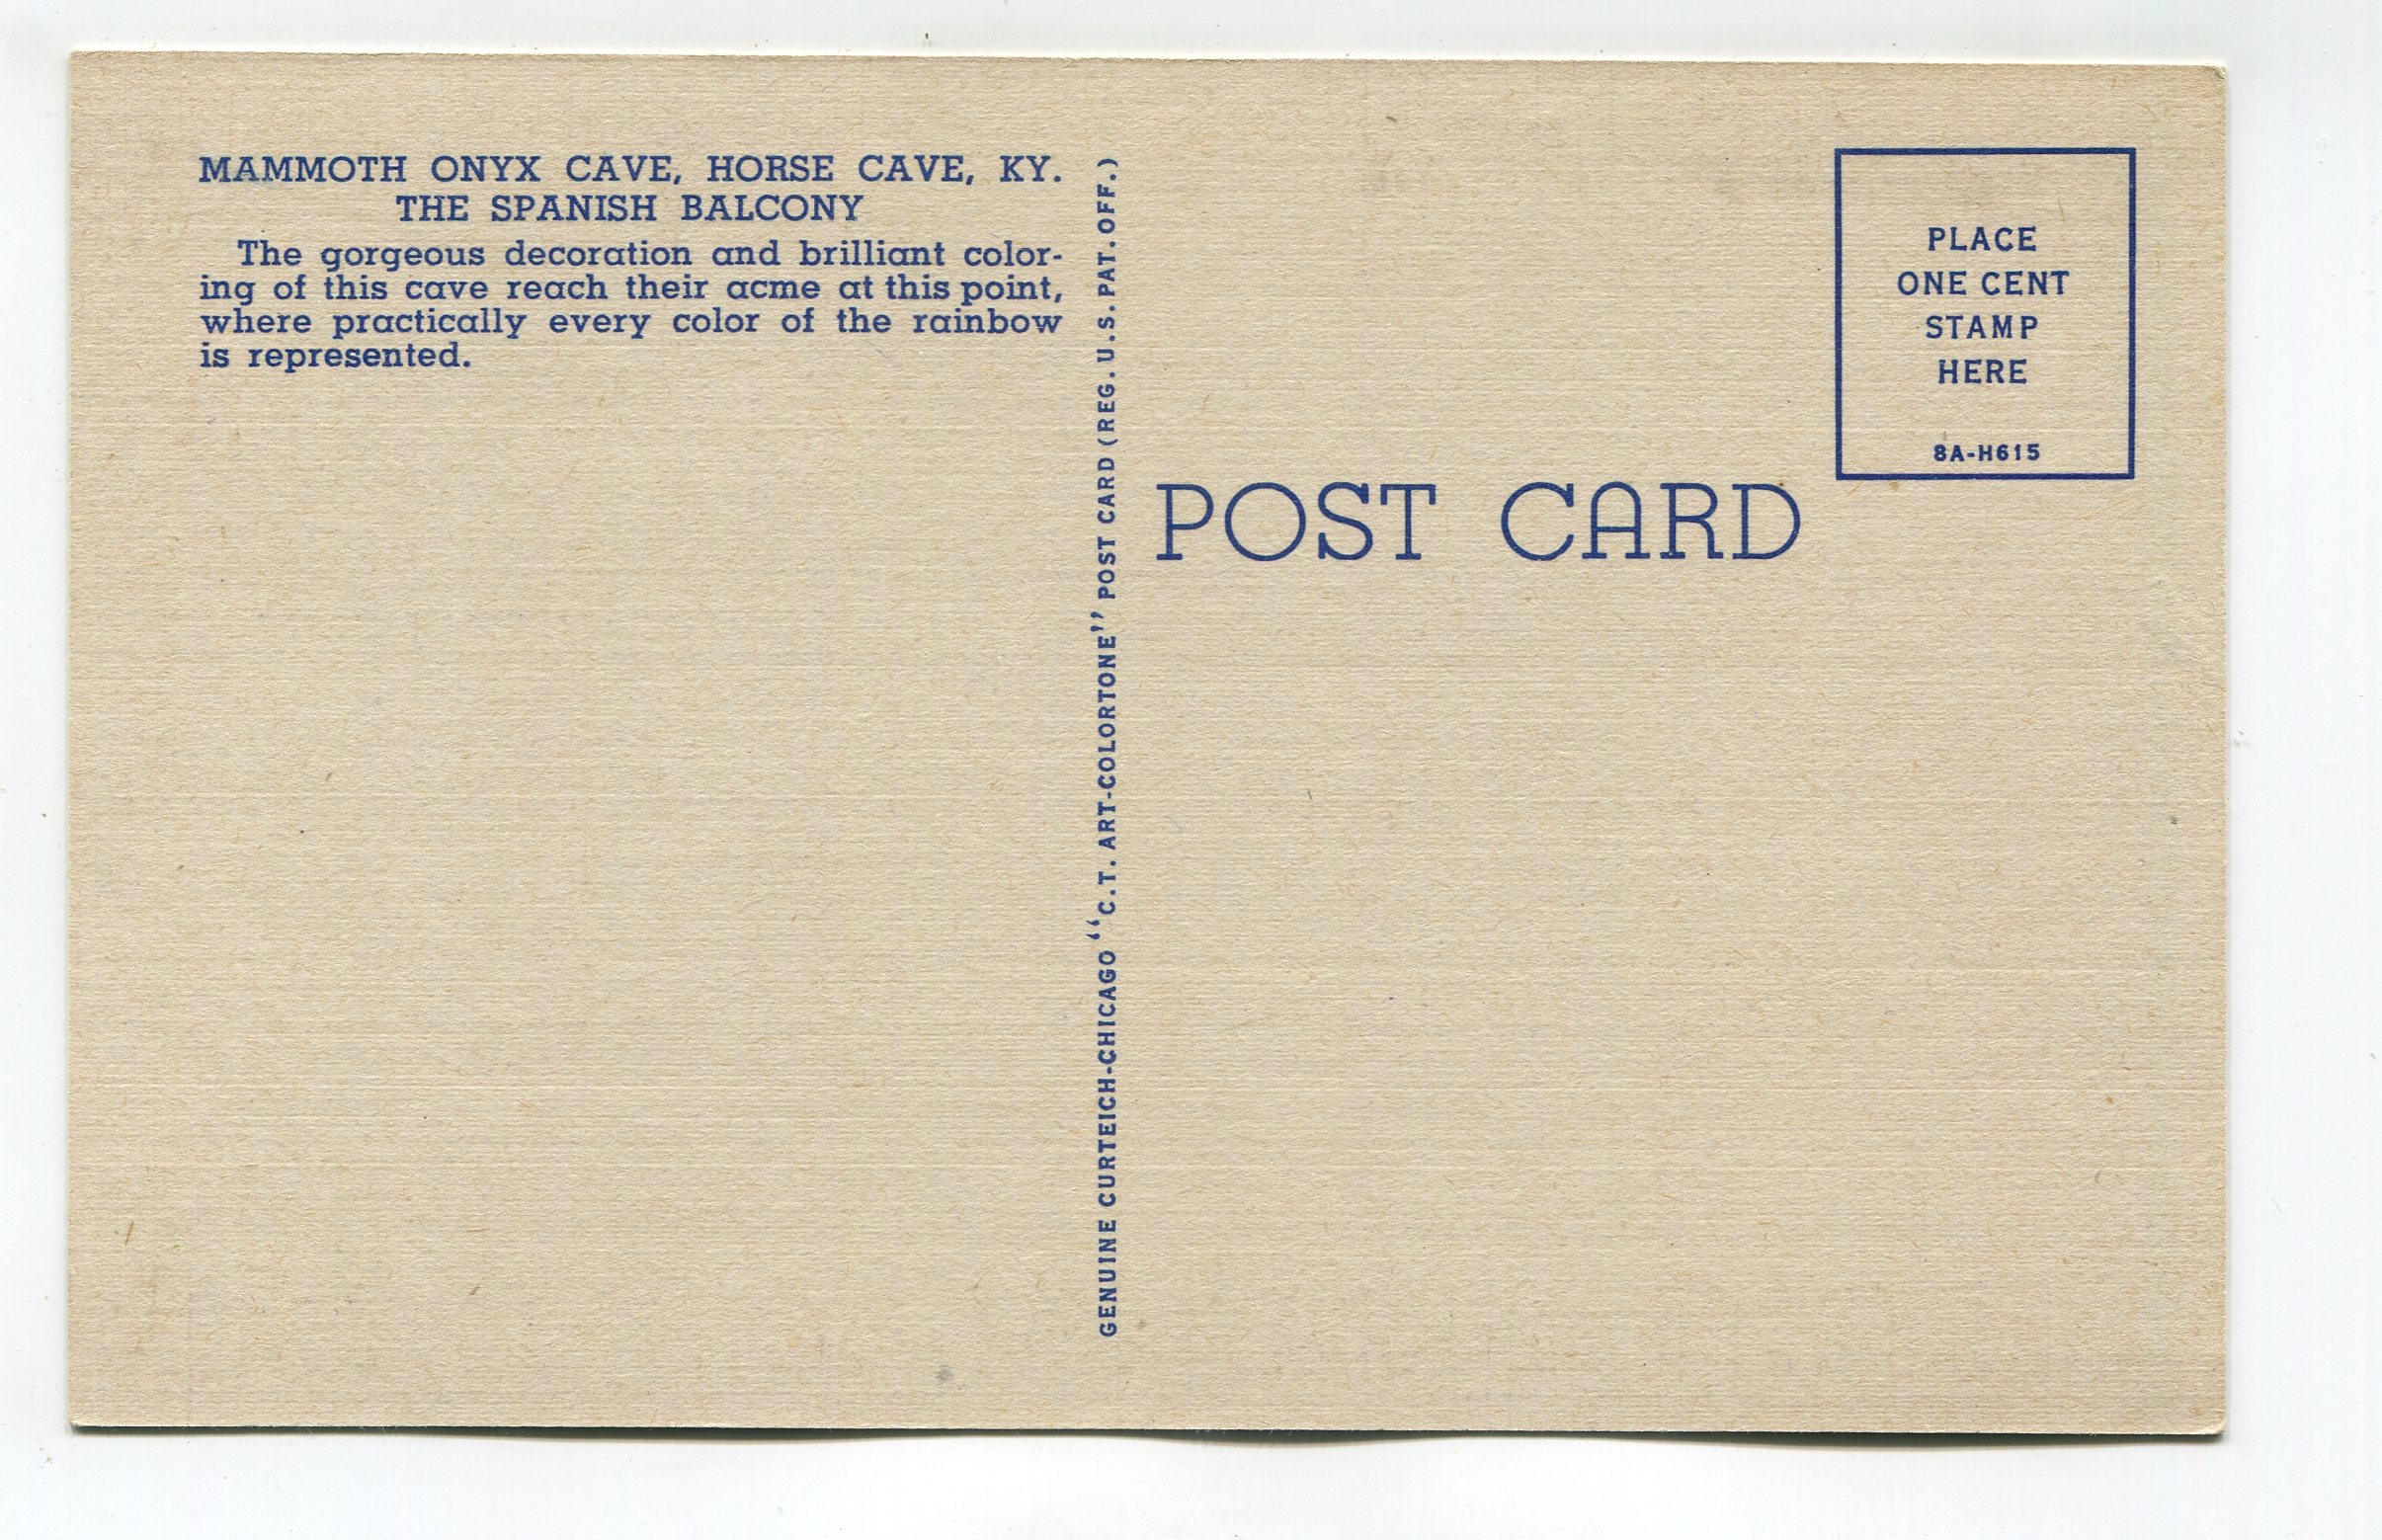 MAMMOTH ONYX CAVE, HORSE CAVE, KY.
THE SPANISH BALCONY
The gorgeous decoration and brilliant color-
ing of this cave reach their acme at this point,
where practically every color of the rainbow
is represented.
GENUINE CURTEICH-CHICAGO "C.T. ART-COLORTONE" POST CARD (REG. U.S. PAT. OFF.)
POST CARD
PLACE
ONE CENT
STAMP
HERE
8A-H615